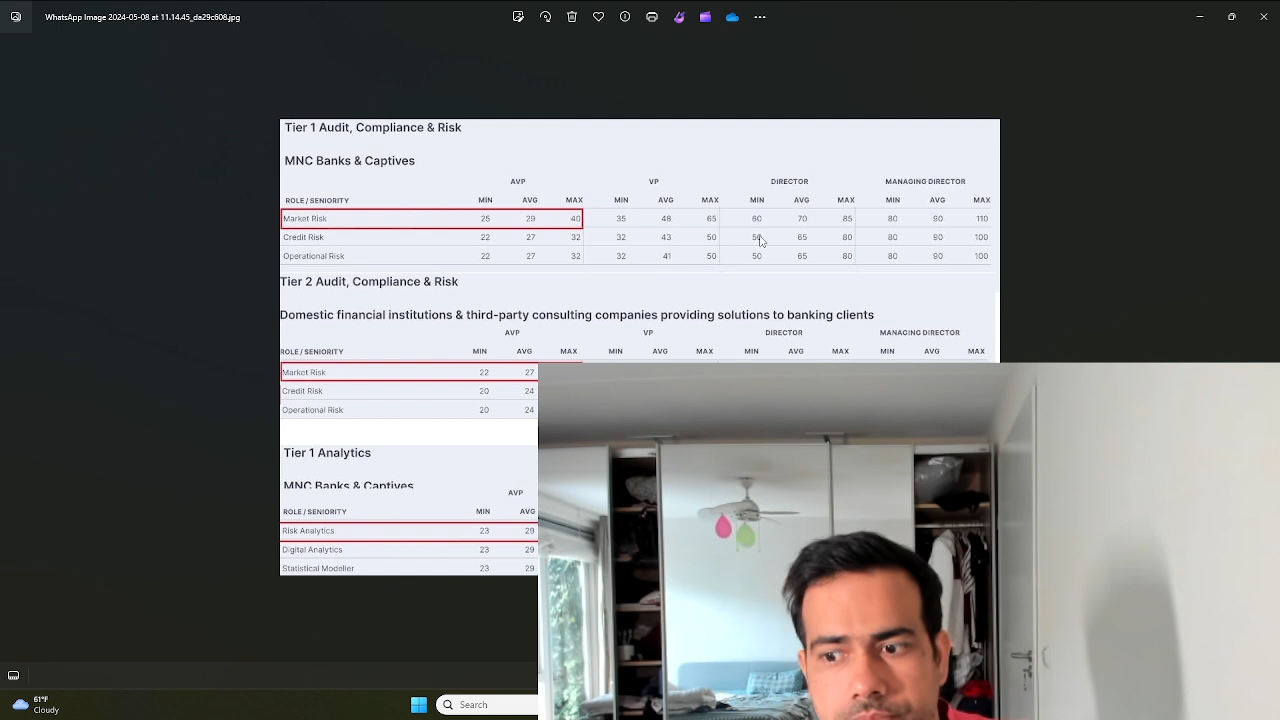 WhatsApp Image 2024-05-08 at 11.14.45_da29c608.jpg
Tier 1 Audit, Compliance & Risk
MNC Banks & Captives
AVP VP DIRECTOR MANAGING DIRECTOR
ROLE / SENIORITY MIN AVG MAX MIN AVG MAX MIN AVG MAX MIN AVG MAX
Market Risk 25 29 40 35 48 65 60 70 85 80 90 110
Credit Risk 22 27 32 32 43 50 50 65 80 80 90 100
Operational Risk 22 27 32 32 41 50 50 65 80 80 90 100
Tier 2 Audit, Compliance & Risk
Domestic financial institutions & third-party consulting companies providing solutions to banking clients
AVP VP DIRECTOR MANAGING DIRECTOR
ROLE / SENIORITY MIN AVG MAX MIN AVG MAX MIN AVG MAX MIN AVG MAX
Market Risk 22 27
Credit Risk 20 24
Operational Risk 20 24
Tier 1 Analytics
MNC Banks & Captives
AVP
ROLE / SENIORITY MIN AVG
Risk Analytics 23 29
Digital Analytics 23 29
Statistical Modeller 23 29
61°F
Cloudy
Search